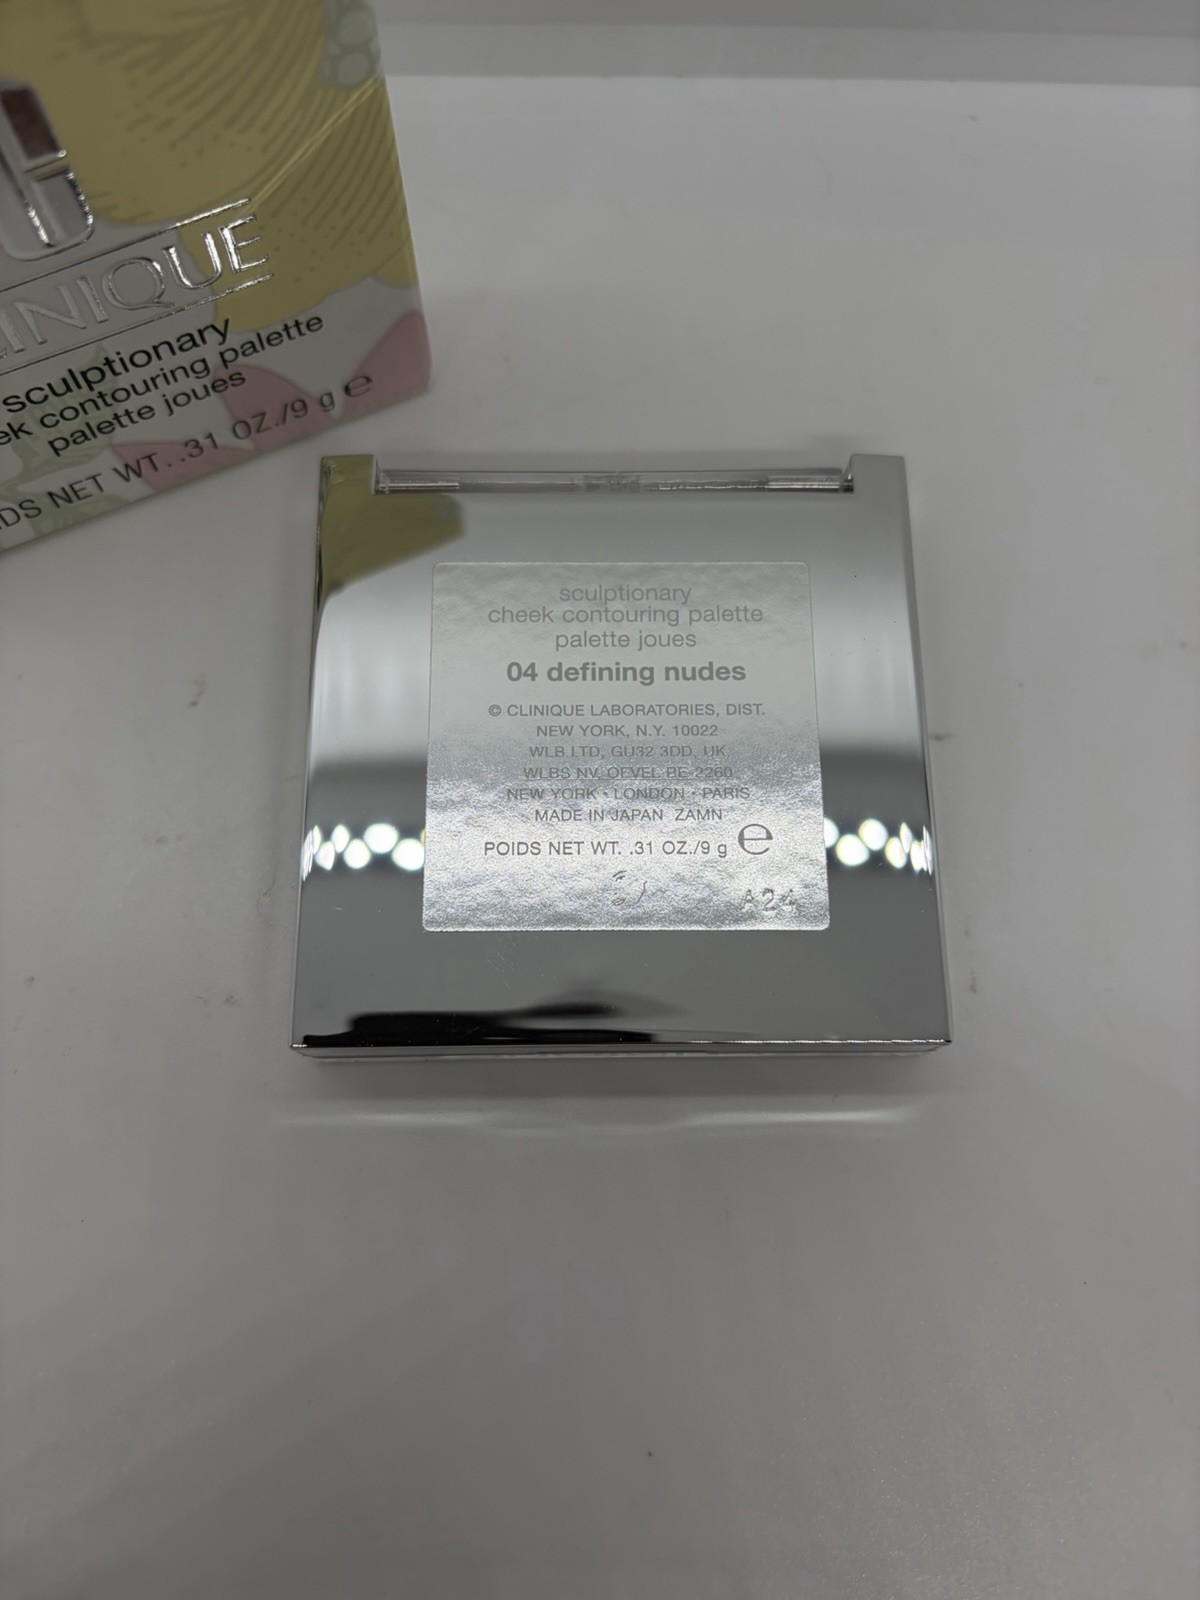 INIQUE
sculptionary
ek contouring palette
palette joues
DS NET WT. .31 OZ./9 g e
sculptionary
cheek contouring palette
palette joues
04 defining nudes
© CLINIQUE LABORATORIES, DIST.
NEW YORK, N.Y. 10022
WLB LTD, GU32 3DD, UK
WLBS NV. OEVEL BE-2260
NEW YORK • LONDON • PARIS
MADE IN JAPAN ZAMN
POIDS NET WT. .31 OZ./9 g e
A24